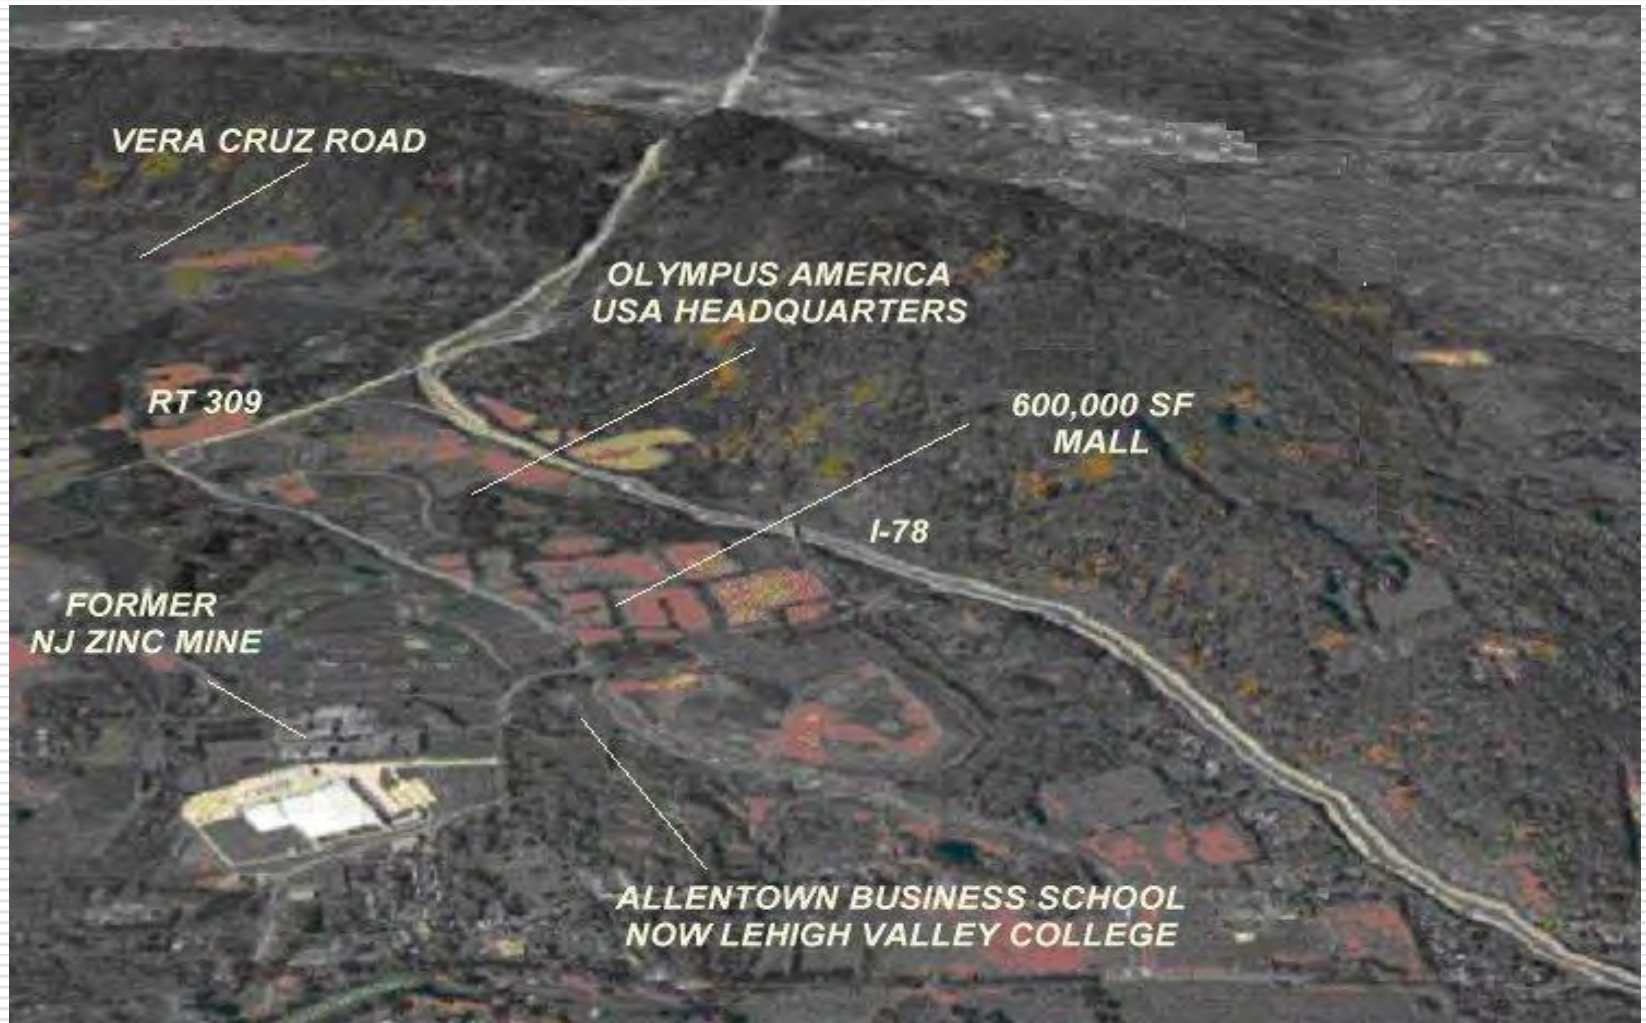 VERA CRUZ ROAD
OLYMPUS AMERICA
USA HEADQUARTERS
RT 309
600,000 SF
MALL
I-78
FORMER
NJ ZINC MINE
ALLENTOWN BUSINESS SCHOOL
NOW LEHIGH VALLEY COLLEGE